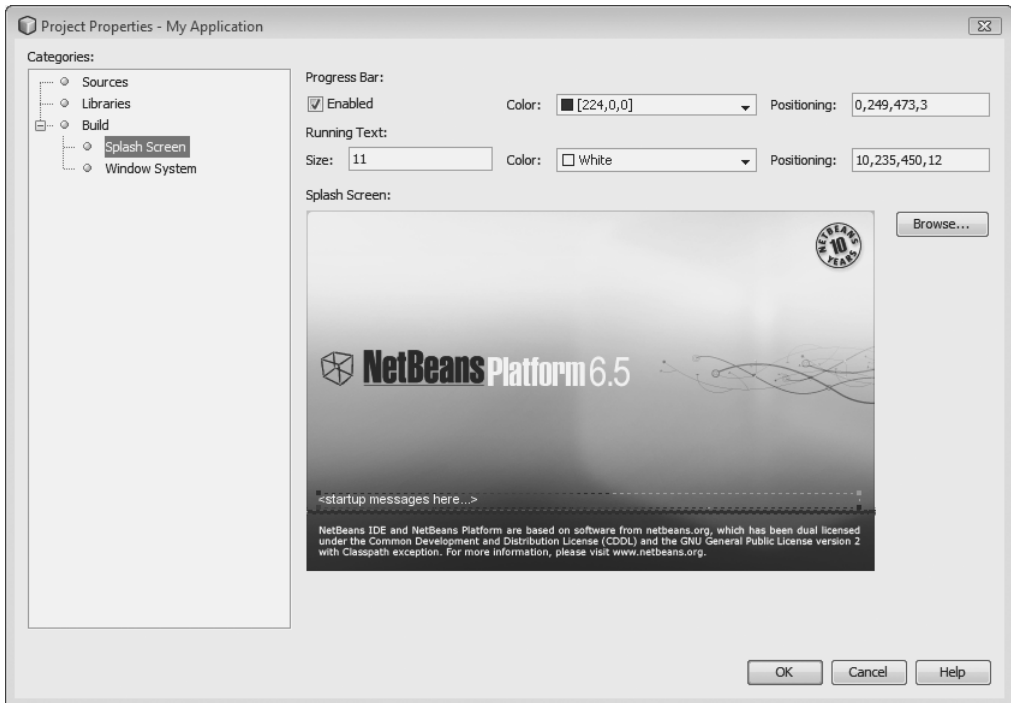 Project Properties - My Application
Categories:
Sources
Libraries
Build
Splash Screen
Window System
Progress Bar:
Enabled
Color: [224,0,0]
Positioning: 0,249,473,3
Running Text:
Size: 11
Color: White
Positioning: 10,235,450,12
Splash Screen:
Browse...
NETBEANS
10
YEARS
NetBeans Platform 6.5
<startup messages here...>
NetBeans IDE and NetBeans Platform are based on software from netbeans.org, which has been dual licensed
under the Common Development and Distribution License (CDDL) and the GNU General Public License version 2
with Classpath exception. For more information, please visit www.netbeans.org.
OK Cancel Help